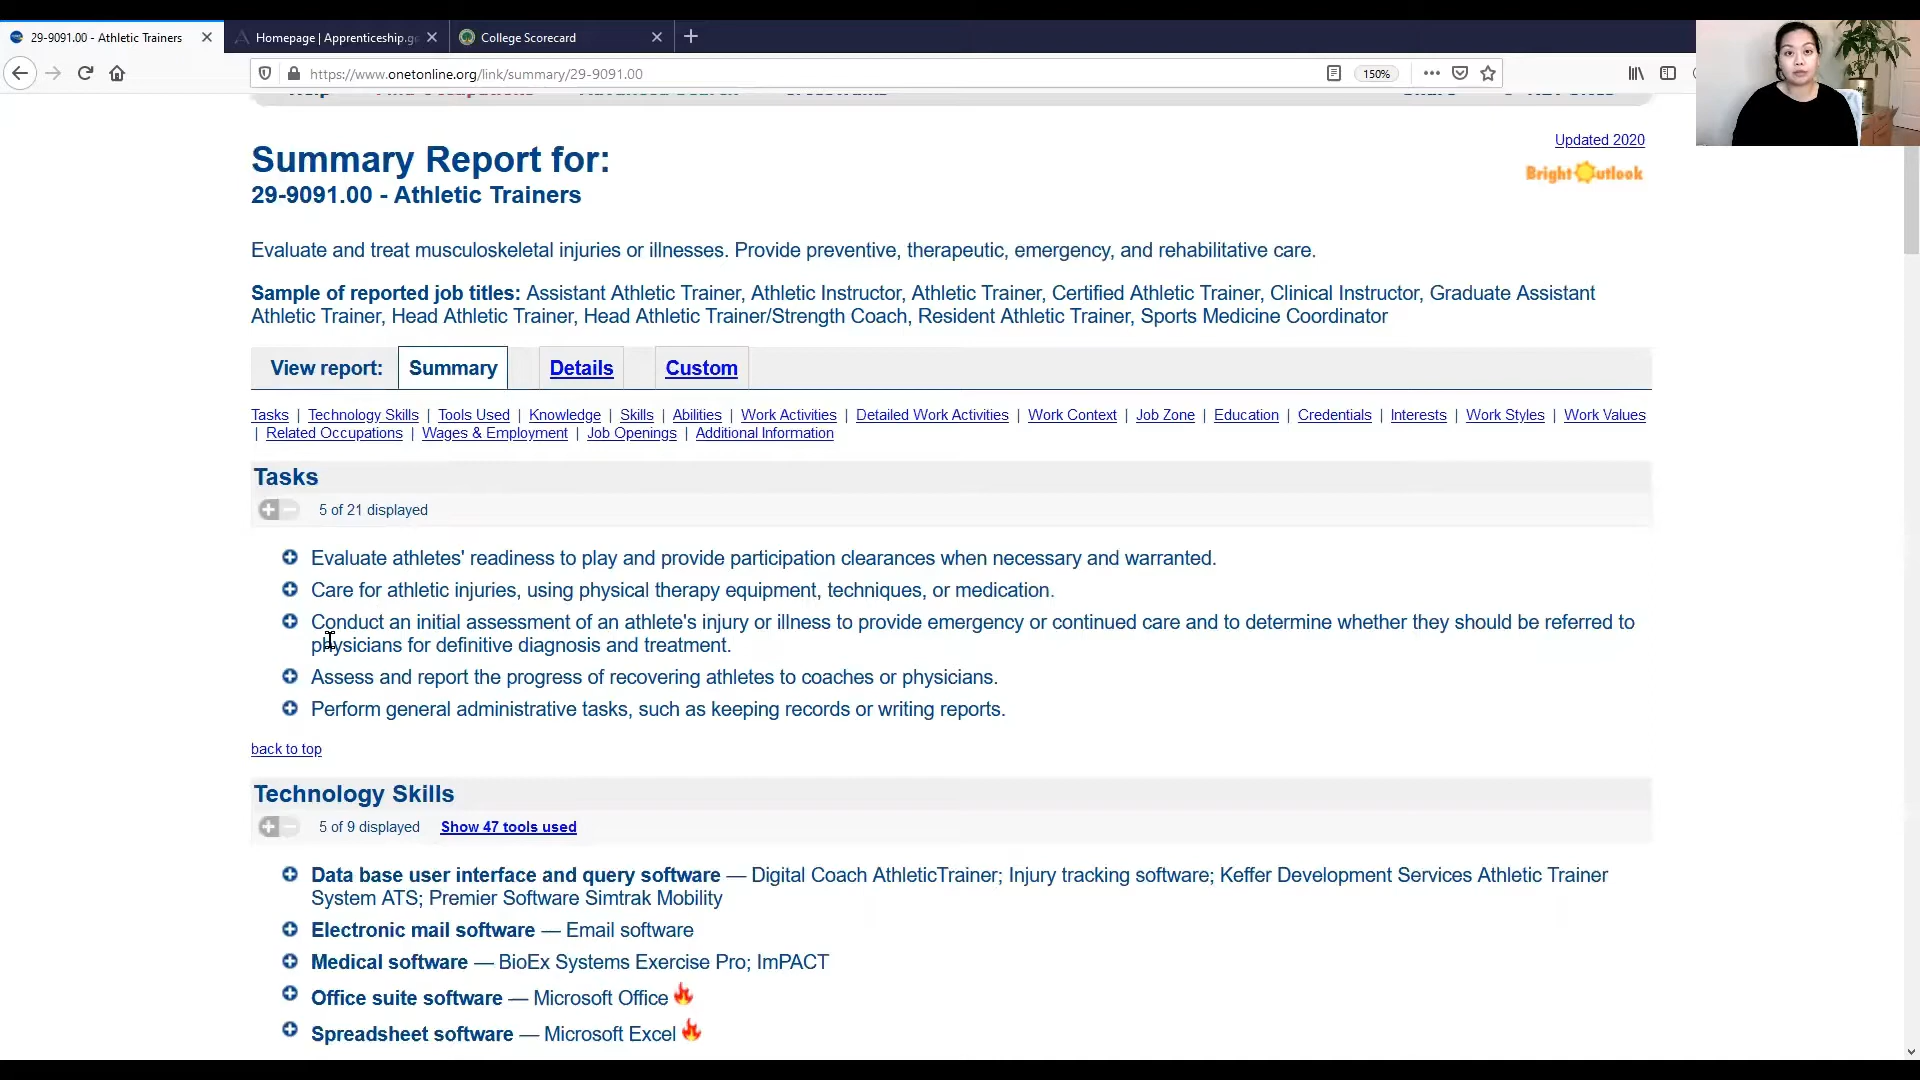 29-9091.00 - Athletic Trainers
Homepage | Apprenticeship.go
College Scorecard
https://www.onetonline.org/link/summary/29-9091.00
150%
Updated 2020
Bright Outlook
Summary Report for:
29-9091.00 - Athletic Trainers
Evaluate and treat musculoskeletal injuries or illnesses. Provide preventive, therapeutic, emergency, and rehabilitative care.
Sample of reported job titles: Assistant Athletic Trainer, Athletic Instructor, Athletic Trainer, Certified Athletic Trainer, Clinical Instructor, Graduate Assistant
Athletic Trainer, Head Athletic Trainer, Head Athletic Trainer/Strength Coach, Resident Athletic Trainer, Sports Medicine Coordinator
View report: Summary Details Custom
Tasks | Technology Skills | Tools Used | Knowledge | Skills | Abilities | Work Activities | Detailed Work Activities | Work Context | Job Zone | Education | Credentials | Interests | Work Styles | Work Values
| Related Occupations | Wages & Employment | Job Openings | Additional Information
Tasks
5 of 21 displayed
Evaluate athletes' readiness to play and provide participation clearances when necessary and warranted.
Care for athletic injuries, using physical therapy equipment, techniques, or medication.
Conduct an initial assessment of an athlete's injury or illness to provide emergency or continued care and to determine whether they should be referred to
physicians for definitive diagnosis and treatment.
Assess and report the progress of recovering athletes to coaches or physicians.
Perform general administrative tasks, such as keeping records or writing reports.
back to top
Technology Skills
5 of 9 displayed Show 47 tools used
Data base user interface and query software — Digital Coach AthleticTrainer; Injury tracking software; Keffer Development Services Athletic Trainer
System ATS; Premier Software Simtrak Mobility
Electronic mail software — Email software
Medical software — BioEx Systems Exercise Pro; ImPACT
Office suite software — Microsoft Office
Spreadsheet software — Microsoft Excel